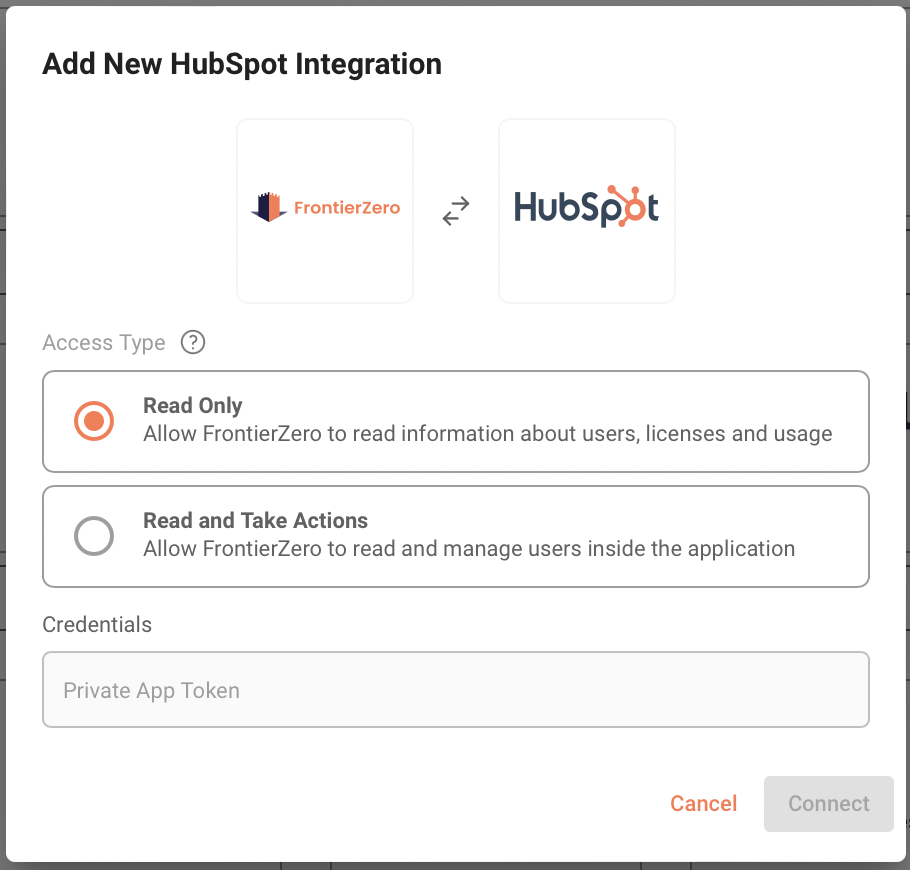 Add New HubSpot Integration
FrontierZero
HubSpot
Access Type ?
Read Only
Allow FrontierZero to read information about users, licenses and usage
Read and Take Actions
Allow FrontierZero to read and manage users inside the application
Credentials
Private App Token
Cancel
Connect